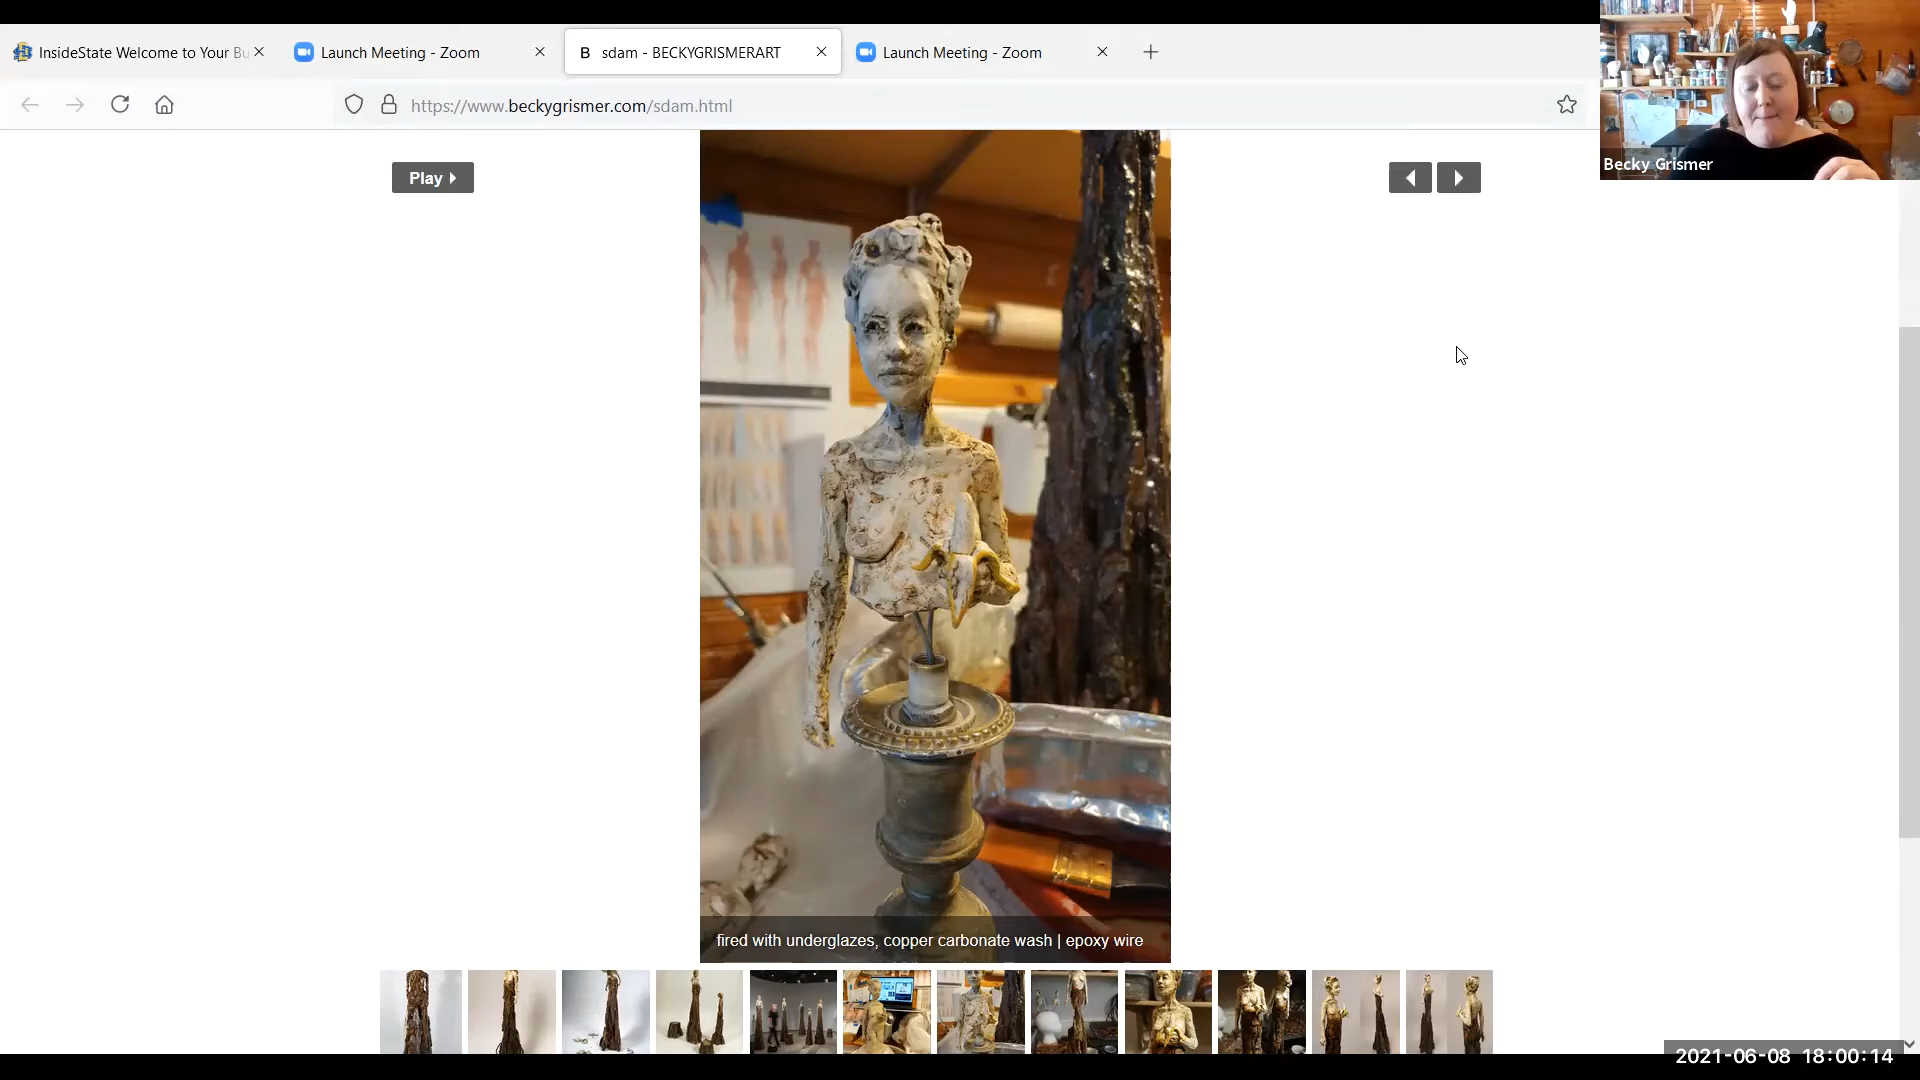 InsideState Welcome to Your Bu
Launch Meeting - Zoom
B sdam - BECKYGRISMERART
Launch Meeting - Zoom
https://www.beckygrismer.com/sdam.html
Becky Grismer
Play
fired with underglazes, copper carbonate wash | epoxy wire
2021-06-08 18:00:14